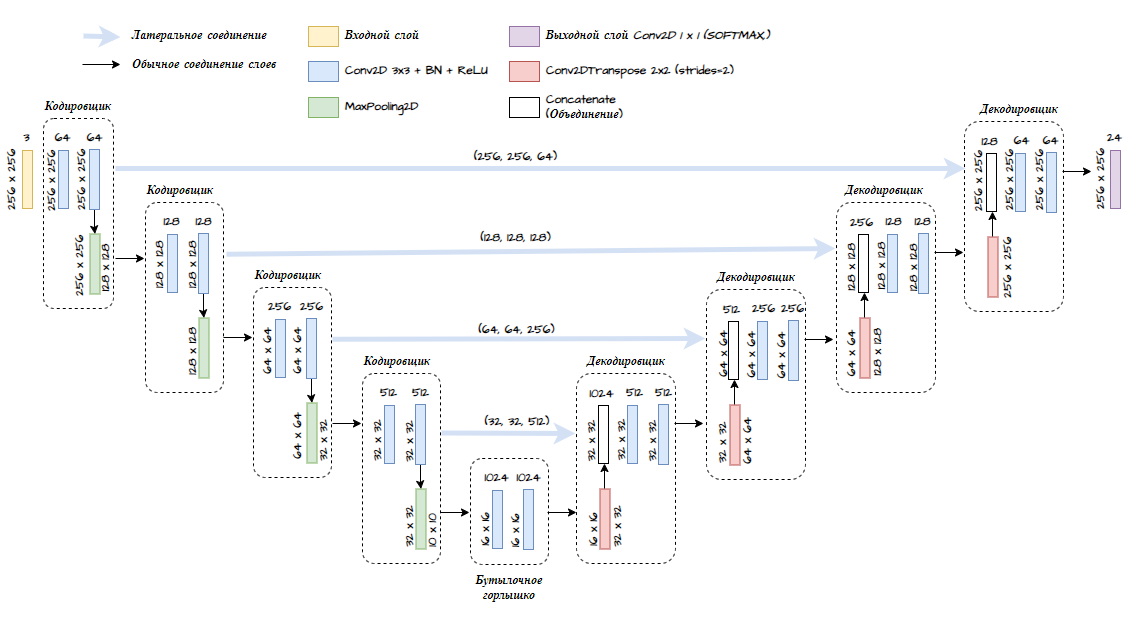 Латеральное соединение
Обычное соединение слоев
Входной слой
Conv2D 3x3 + BN + ReLU
MaxPooling2D
Выходной слой Conv2D 1 x 1 (SOFTMAX)
Conv2DTranspose 2x2 (strides=2)
Concatenate
(Объединение)
3
256 x 256
Кодировщик
64
64
256 x 256
256 x 256
256 x 256
128 x 128
(256, 256, 64)
Декодировщик
128
64
64
256 x 256
256 x 256
256 x 256
256 x 256
24
256 x 256
Кодировщик
128
128
128 x 128
128 x 128
128 x 128
(128, 128, 128)
Декодировщик
256
128
128
128 x 128
128 x 128
128 x 128
64 x 64
128 x 128
Кодировщик
256
256
64 x 64
64 x 64
64 x 64
32 x 32
(64, 64, 256)
Декодировщик
512
256
256
64 x 64
64 x 64
64 x 64
32 x 32
64 x 64
Кодировщик
512
512
32 x 32
32 x 32
32 x 32
10 x 10
(32, 32, 512)
Декодировщик
1024
512
512
32 x 32
32 x 32
32 x 32
16 x 16
32 x 32
1024
1024
16 x 16
16 x 16
Бутылочное
горлышко